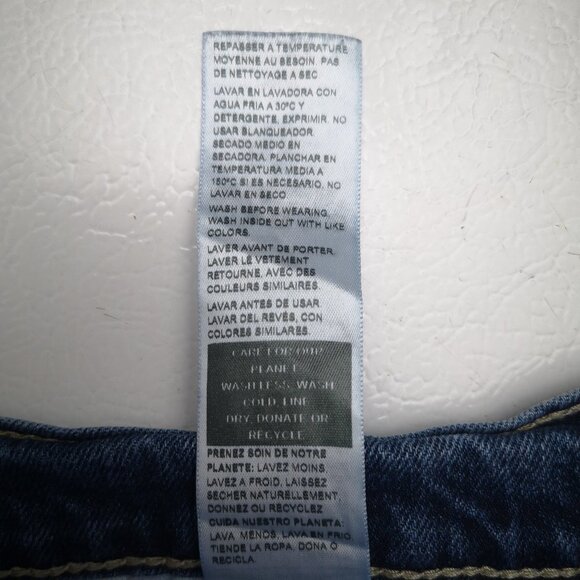 REPASSER A TEMPERATURE
MOYENNE AU BESOIN. PAS
DE NETTOYAGE A SEC
LAVAR EN LAVADORA CON
AGUA FRIA A 30°C Y
DETERGENTE, EXPRIMIR. NO
USAR BLANQUEADOR.
SECADO MEDIO EN
SECADORA. PLANCHAR EN
TEMPERATURA MEDIA A
150°C SI ES NECESARIO. NO
LAVAR EN SECO
WASH BEFORE WEARING.
WASH INSIDE OUT WITH LIKE
COLORS.
LAVER AVANT DE PORTER.
LAVER LE VETEMENT
RETOURNE, AVEC DES
COULEURS SIMILAIRES.
LAVAR ANTES DE USAR
LAVAR DEL REVÉS, CON
COLORES SIMILARES.
CARE FOR OUR
PLANET
WASH LESS, WASH
COLD, LINE
DRY, DONATE OR
RECYCLE
PRENEZ SOIN DE NOTRE
PLANETE: LAVEZ MOINS,
LAVEZ A FROID, LAISSEZ
SECHER NATURELLEMENT,
DONNEZ OU RECYCLEZ
CUIDA NUESTRO PLANETA:
LAVA MENOS, LAVA EN FRIO
TIENDE LA ROPA, DONA O
RECICLA.